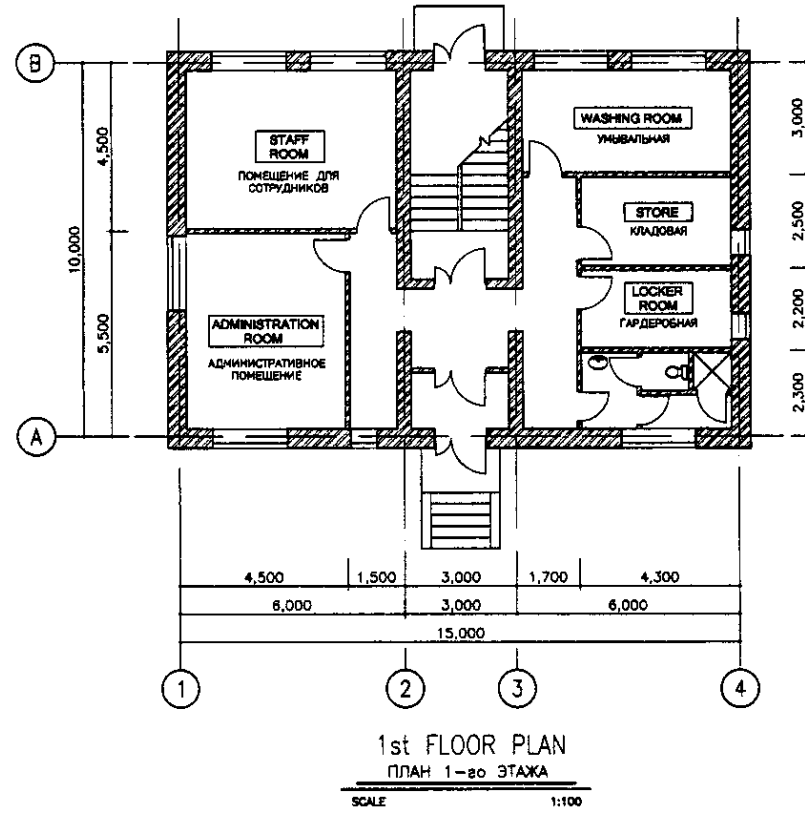 B
3,000
4,500
STAFF
ROOM
ПОМЕЩЕНИЕ ДЛЯ
СОТРУДНИКОВ
WASHING ROOM
УМЫВАЛЬНАЯ
2,500
STORE
КЛАДОВАЯ
10,000
5,500
LOCKER
ROOM
ГАРДЕРОБНАЯ
2,200
ADMINISTRATION
ROOM
АДМИНИСТРАТИВНОЕ
ПОМЕЩЕНИЕ
2,300
A
4,500 1,500 3,000 1,700 4,300
6,000 3,000 6,000
15,000
1 2 3 4
1st FLOOR PLAN
ПЛАН 1-го ЭТАЖА
SCALE 1:100